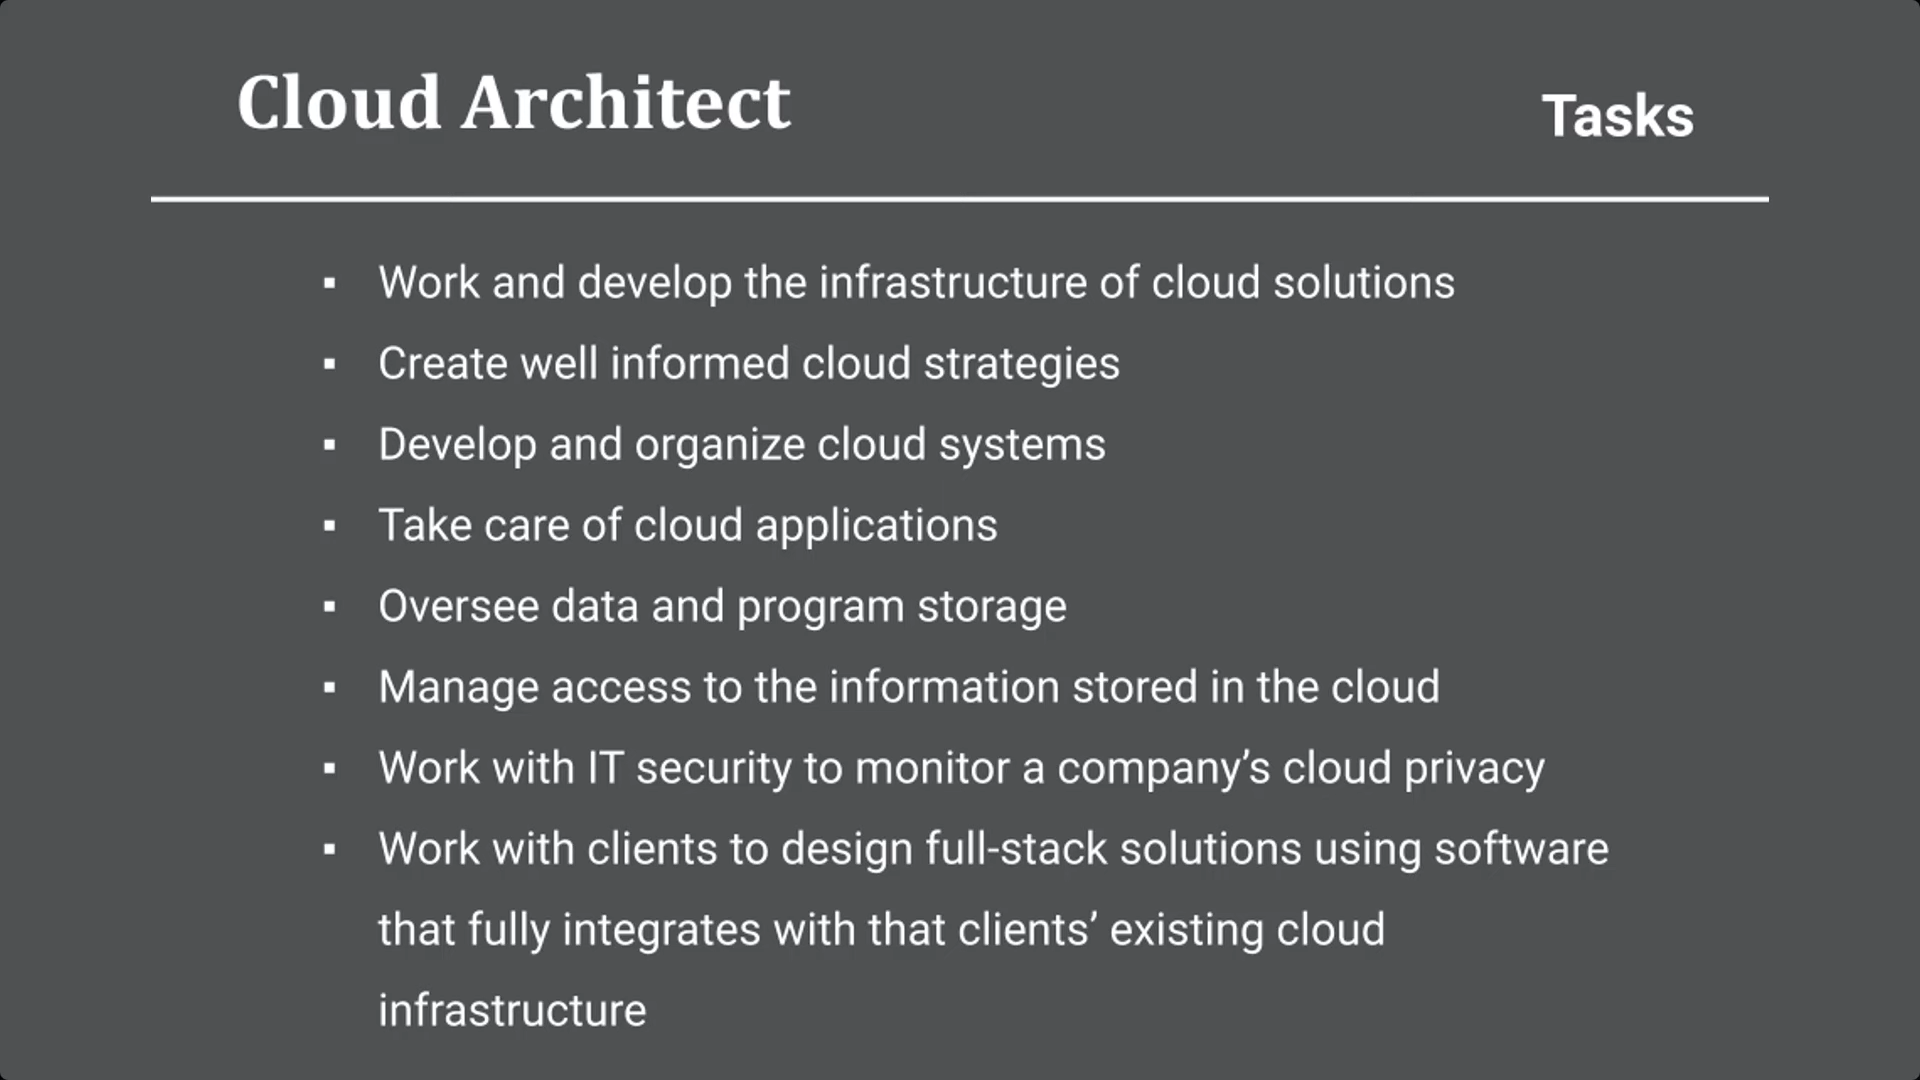 Cloud Architect
Tasks
▪ Work and develop the infrastructure of cloud solutions
▪ Create well informed cloud strategies
▪ Develop and organize cloud systems
▪ Take care of cloud applications
▪ Oversee data and program storage
▪ Manage access to the information stored in the cloud
▪ Work with IT security to monitor a company’s cloud privacy
▪ Work with clients to design full-stack solutions using software
that fully integrates with that clients’ existing cloud
infrastructure